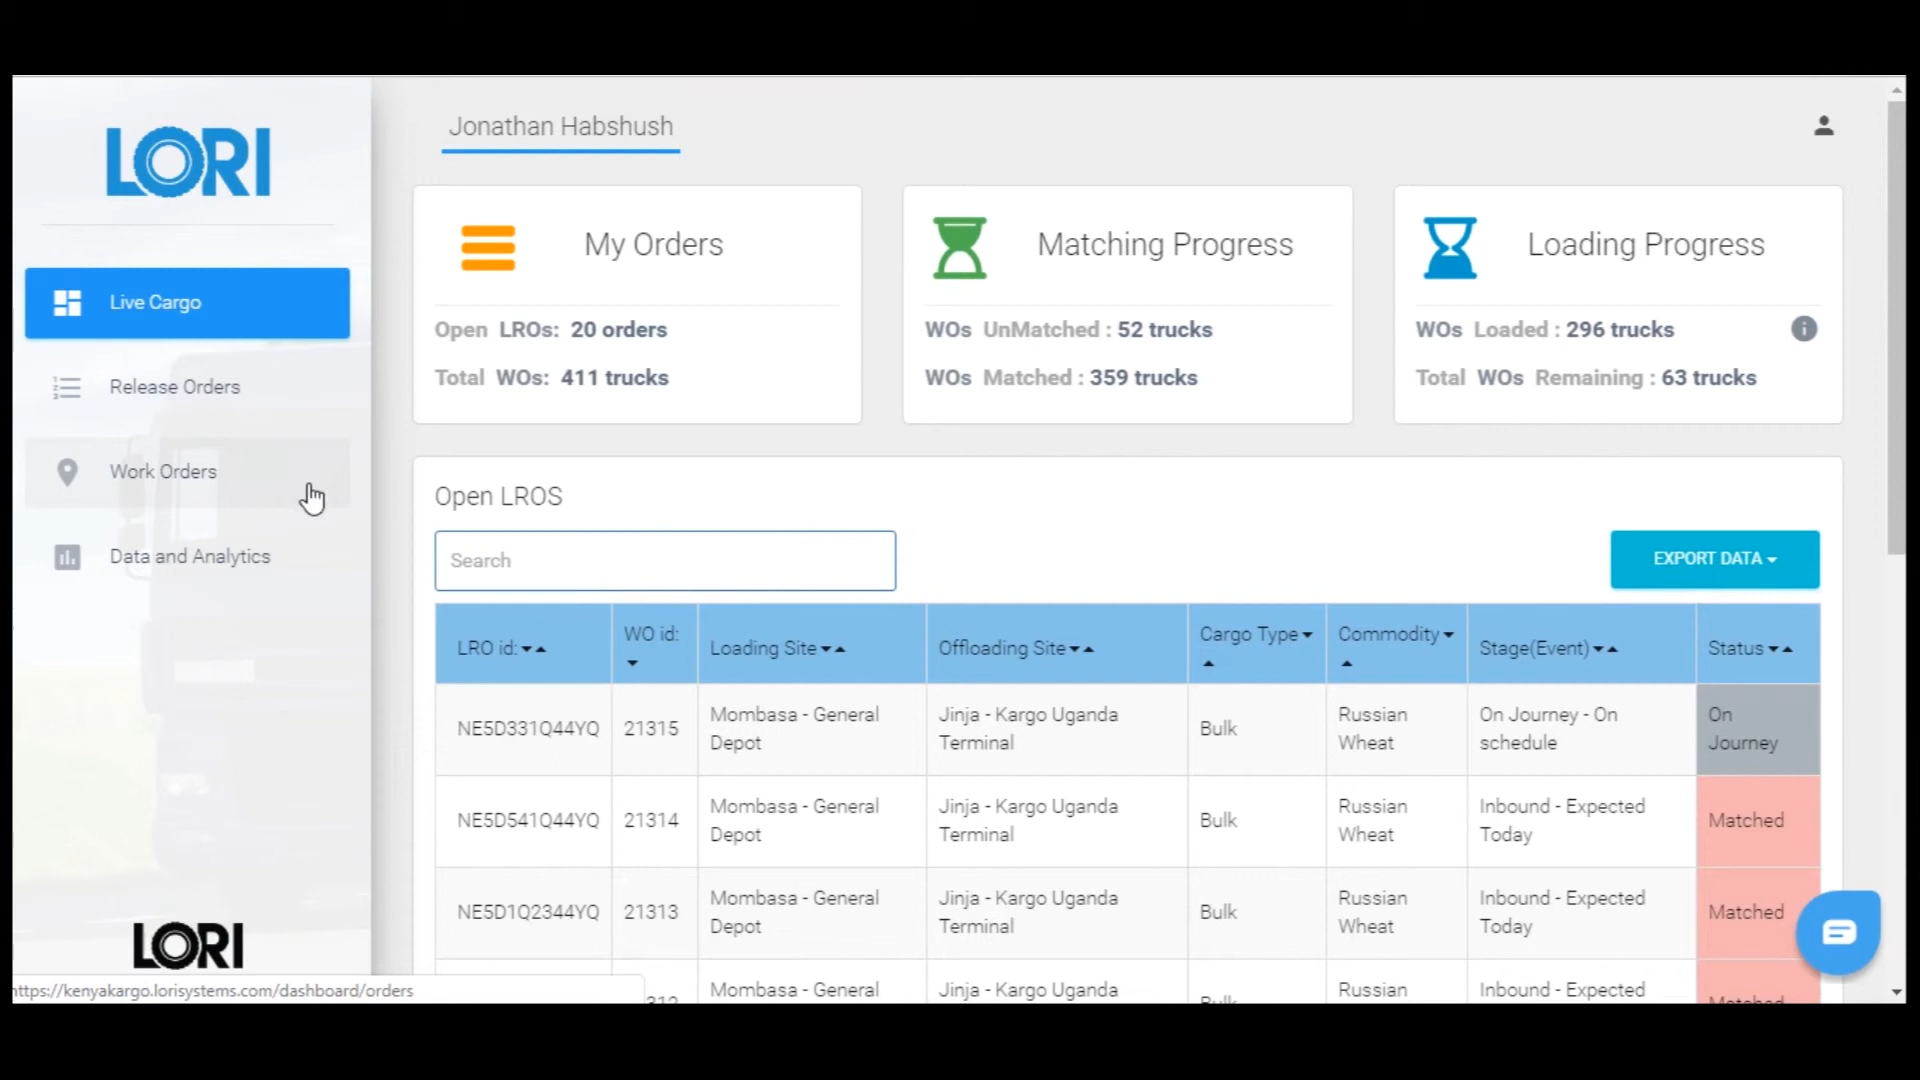 LORI
Jonathan Habshush
Live Cargo
Release Orders
Work Orders
Data and Analytics
LORI
https://kenyakargo.lorisystems.com/dashboard/orders
My Orders
Open LROs: 20 orders
Total WOs: 411 trucks
Matching Progress
WOs UnMatched : 52 trucks
WOs Matched : 359 trucks
Loading Progress
WOs Loaded : 296 trucks
Total WOs Remaining : 63 trucks
Open LROS
Search
EXPORT DATA
LRO id: WO id: Loading Site Offloading Site Cargo Type Commodity Stage(Event) Status
NE5D331Q44YQ 21315 Mombasa - General Depot Jinja - Kargo Uganda Terminal Bulk Russian Wheat On Journey - On schedule On Journey
NE5D541Q44YQ 21314 Mombasa - General Depot Jinja - Kargo Uganda Terminal Bulk Russian Wheat Inbound - Expected Today Matched
NE5D1Q2344YQ 21313 Mombasa - General Depot Jinja - Kargo Uganda Terminal Bulk Russian Wheat Inbound - Expected Today Matched
Mombasa - General Jinja - Kargo Uganda Bulk Russian Inbound - Expected Matched